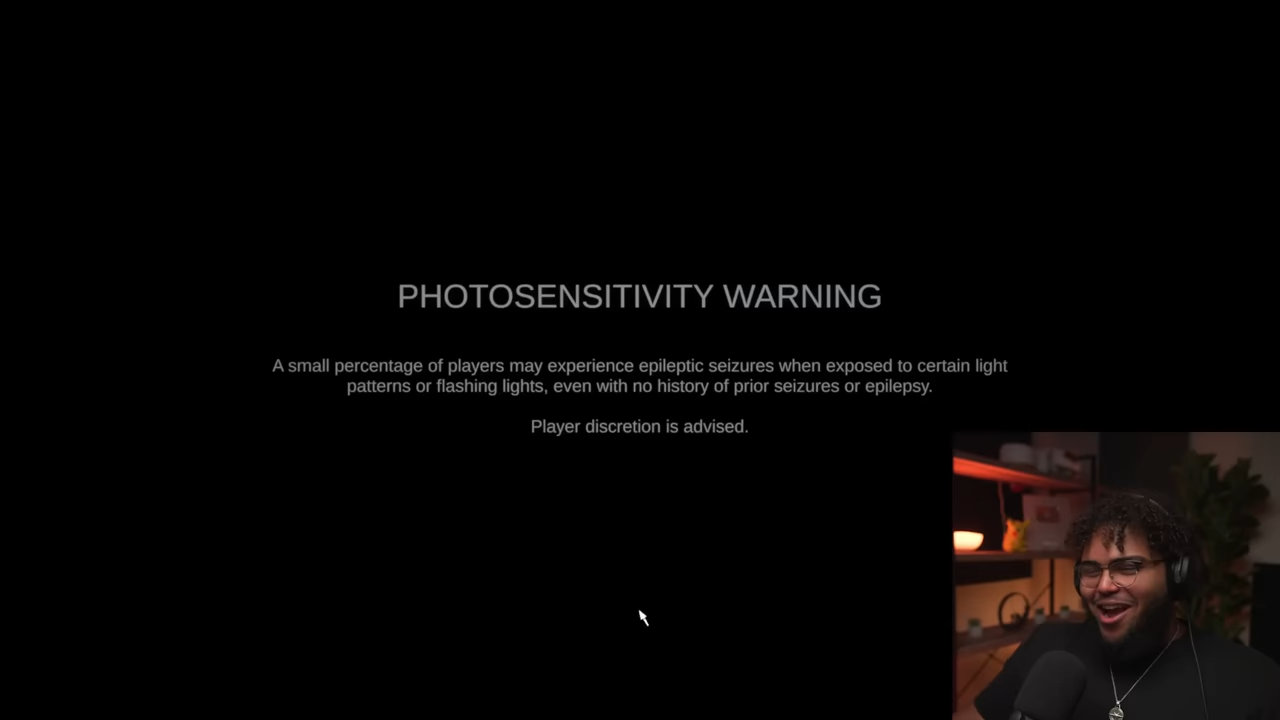 PHOTOSENSITIVITY WARNING
A small percentage of players may experience epileptic seizures when exposed to certain light
patterns or flashing lights, even with no history of prior seizures or epilepsy.
Player discretion is advised.